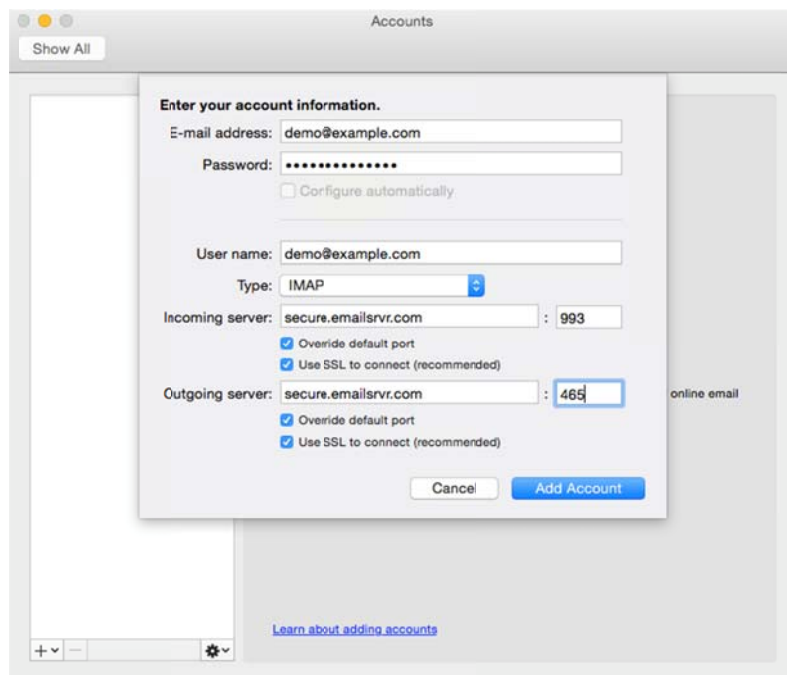 Accounts
Show All
Enter your account information.
E-mail address: demo@example.com
Password: ••••••••••••••
Configure automatically
User name: demo@example.com
Type: IMAP
Incoming server: secure.emailsrvr.com : 993
Override default port
Use SSL to connect (recommended)
Outgoing server: secure.emailsrvr.com : 465
online email
Override default port
Use SSL to connect (recommended)
Cancel Add Account
Learn about adding accounts